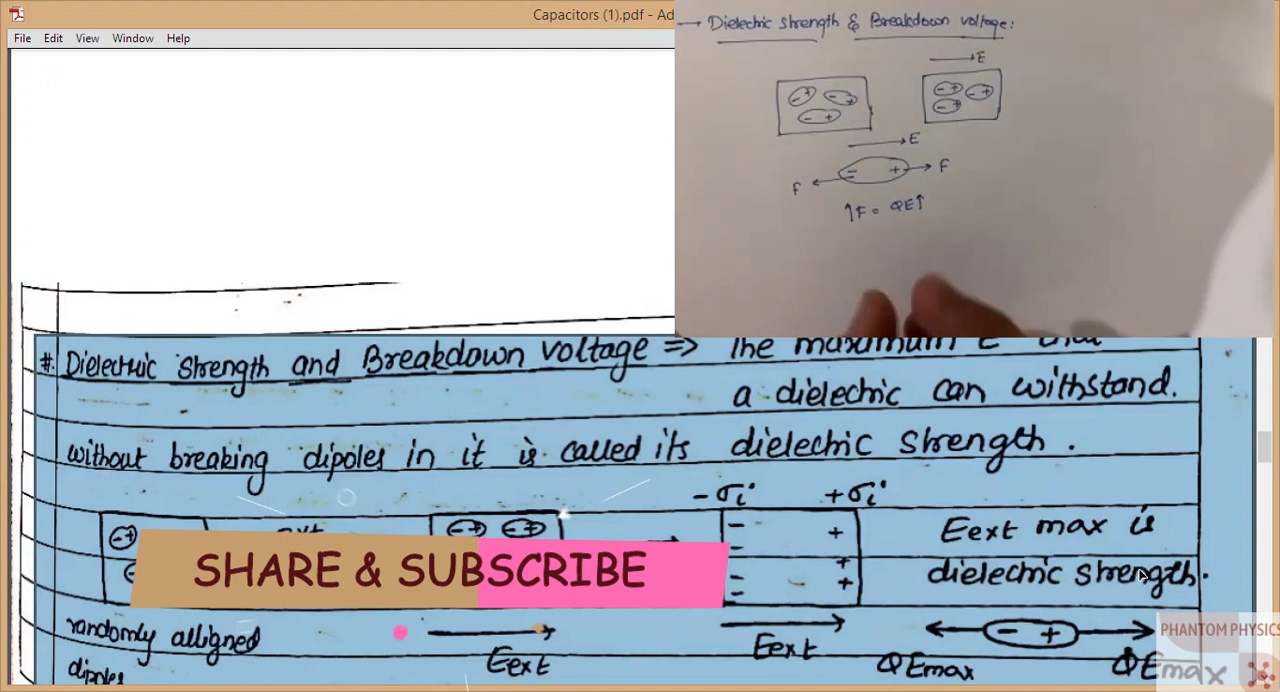 Capacitors (1).pdf - Ad
File Edit View Window Help
→ Dielectric strength & Breakdown voltage:
→ E
- + - + - +
- + - + - +
→ E
F ← - + → F
↑F = QE↑
# Dielectric strength and Breakdown voltage => The maximum E that
a dielectric can withstand.
without breaking dipoles in it is called its dielectric strength.
-σi +σi
Eext max is
dielectric strength.
SHARE & SUBSCRIBE
randomly alligned
dipoles
Eext
Eext
QEmax
QEmax
PHANTOM PHYSICS